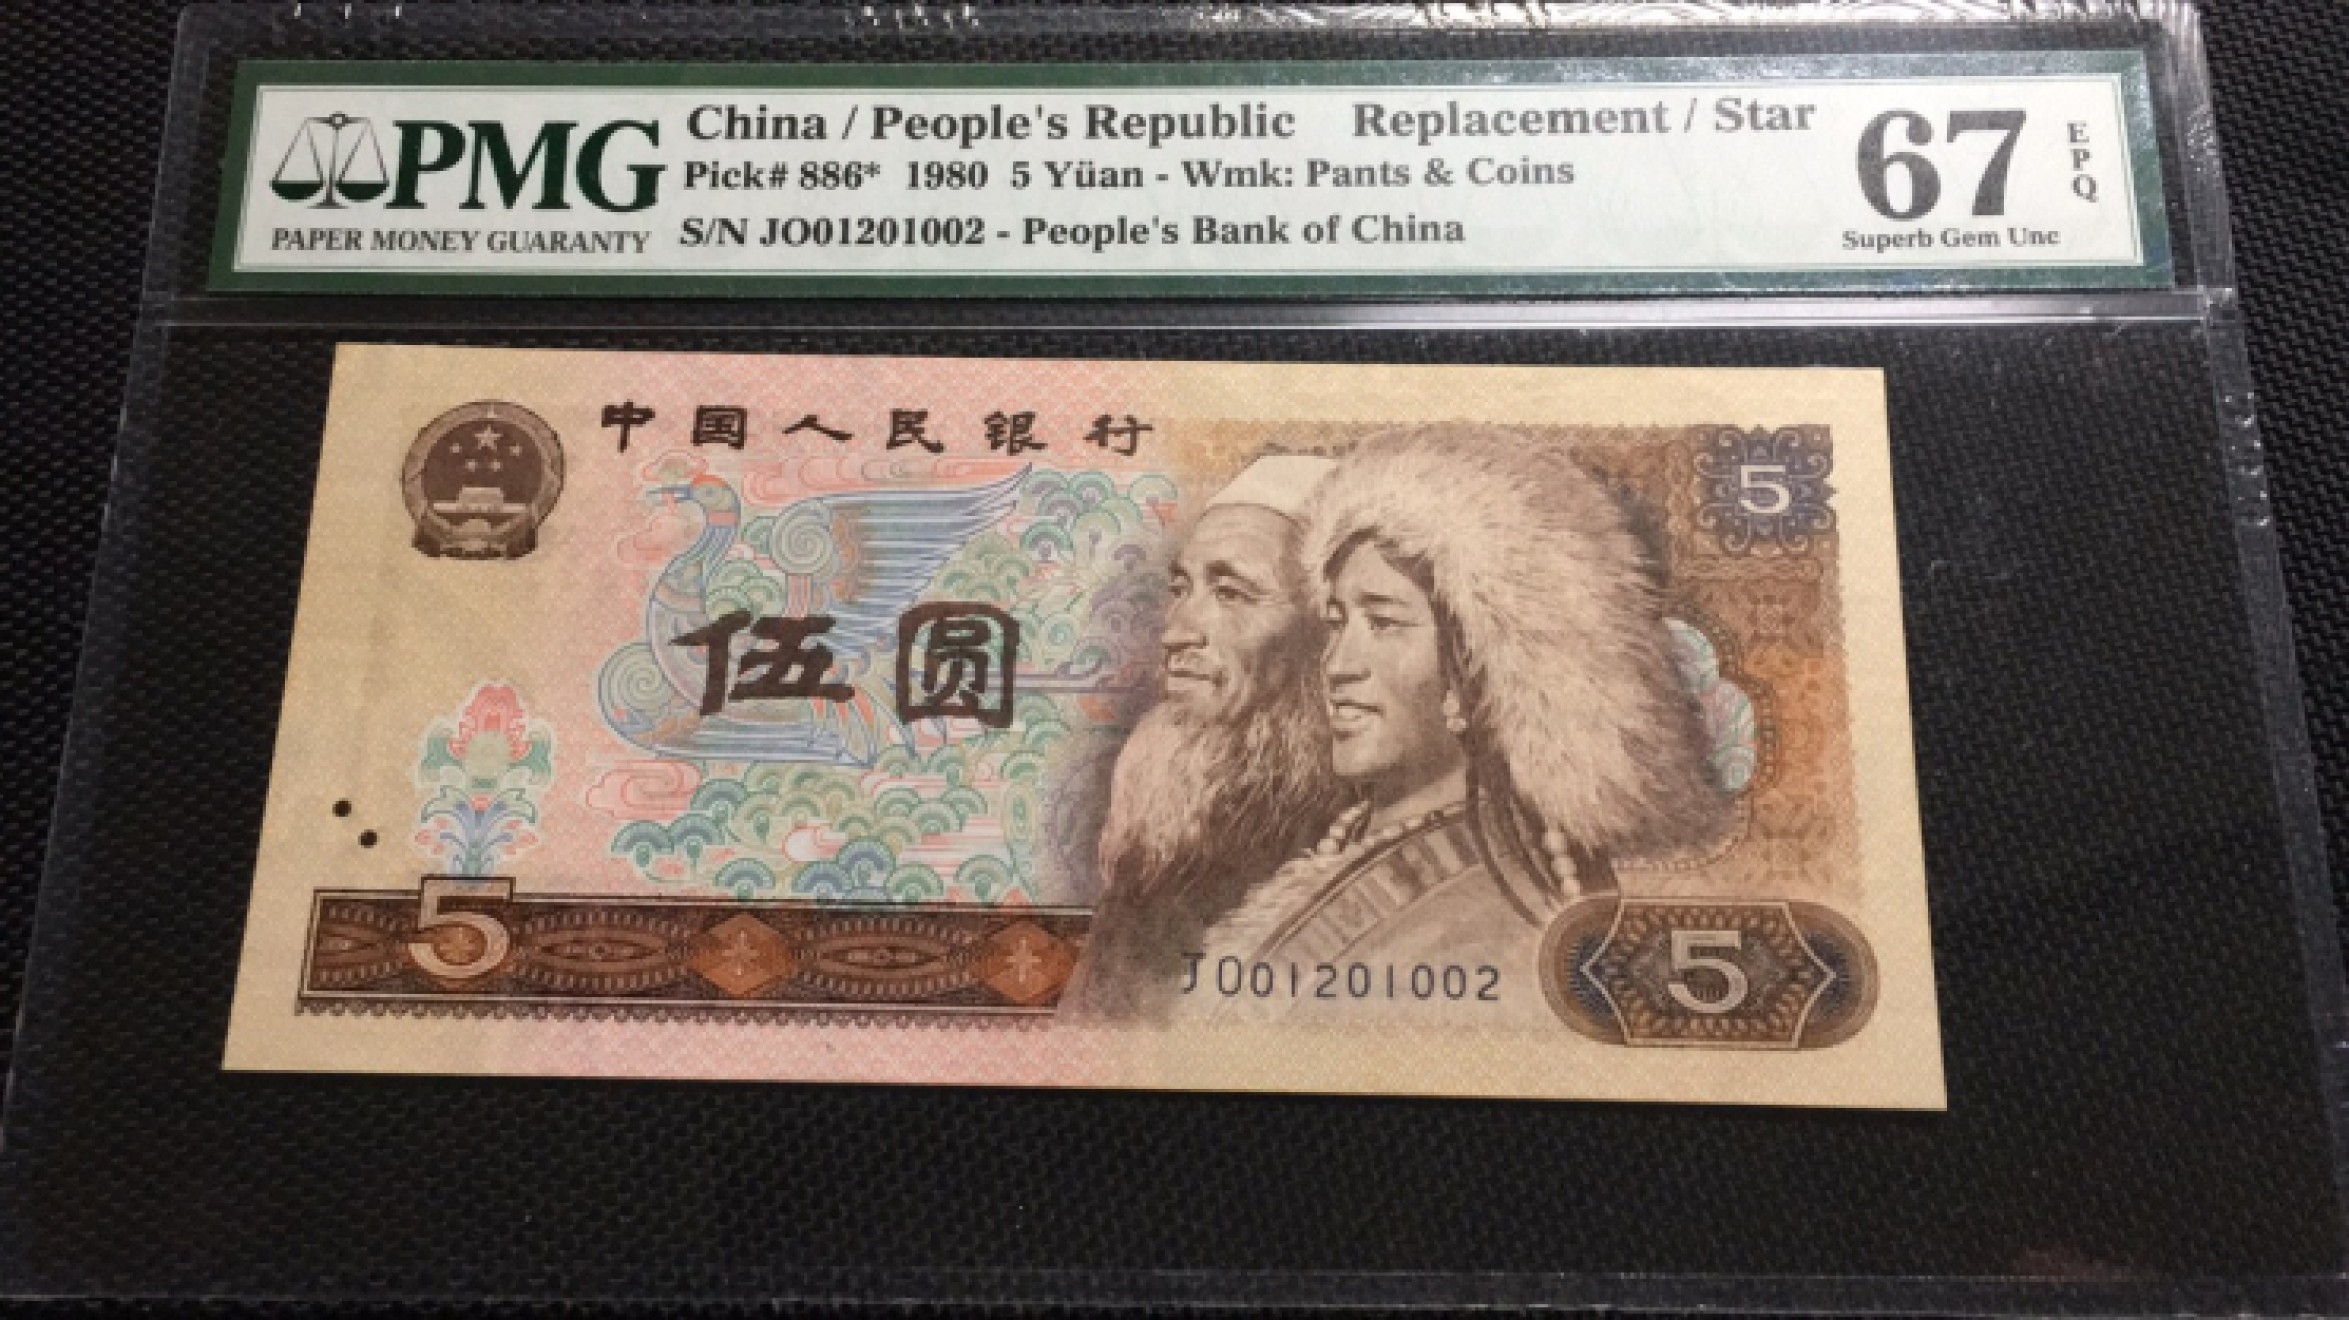 PMG
PAPER MONEY GUARANTY
China / People's Republic Replacement / Star
Pick# 886* 1980 5 Yüan - Wmk: Pants & Coins
S/N JO01201002 - People's Bank of China
67
EPQ
Superb Gem Unc
中国人民银行
5
伍圆
5
JO01201002
5